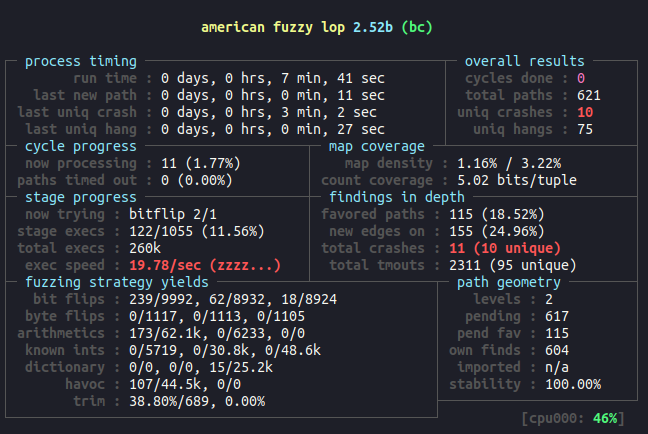 american fuzzy lop 2.52b (bc)
process timing overall results
run time : 0 days, 0 hrs, 7 min, 41 sec cycles done : 0
last new path : 0 days, 0 hrs, 0 min, 11 sec total paths : 621
last uniq crash : 0 days, 0 hrs, 3 min, 2 sec uniq crashes : 10
last uniq hang : 0 days, 0 hrs, 0 min, 27 sec uniq hangs : 75
cycle progress map coverage
now processing : 11 (1.77%) map density : 1.16% / 3.22%
paths timed out : 0 (0.00%) count coverage : 5.02 bits/tuple
stage progress findings in depth
now trying : bitflip 2/1 favored paths : 115 (18.52%)
stage execs : 122/1055 (11.56%) new edges on : 155 (24.96%)
total execs : 260k total crashes : 11 (10 unique)
exec speed : 19.78/sec (zzzz...) total tmouts : 2311 (95 unique)
fuzzing strategy yields path geometry
bit flips : 239/9992, 62/8932, 18/8924 levels : 2
byte flips : 0/1117, 0/1113, 0/1105 pending : 617
arithmetics : 173/62.1k, 0/6233, 0/0 pend fav : 115
known ints : 0/5719, 0/30.8k, 0/48.6k own finds : 604
dictionary : 0/0, 0/0, 15/25.2k imported : n/a
havoc : 107/44.5k, 0/0 stability : 100.00%
trim : 38.80%/689, 0.00%
[cpu000: 46%]